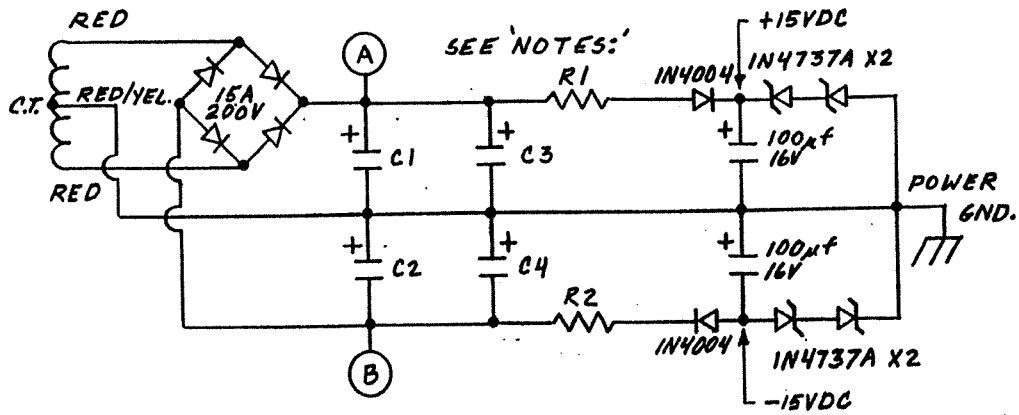 RED
+15VDC
A
SEE 'NOTES:'
R1
1N4004
1N4737A X2
C.T.
RED/YEL.
15A
200V
+
C1
+
C3
+
100µf
16V
RED
POWER
GND.
+
C2
+
C4
+
100µf
16V
R2
1N4004
1N4737A X2
B
-15VDC